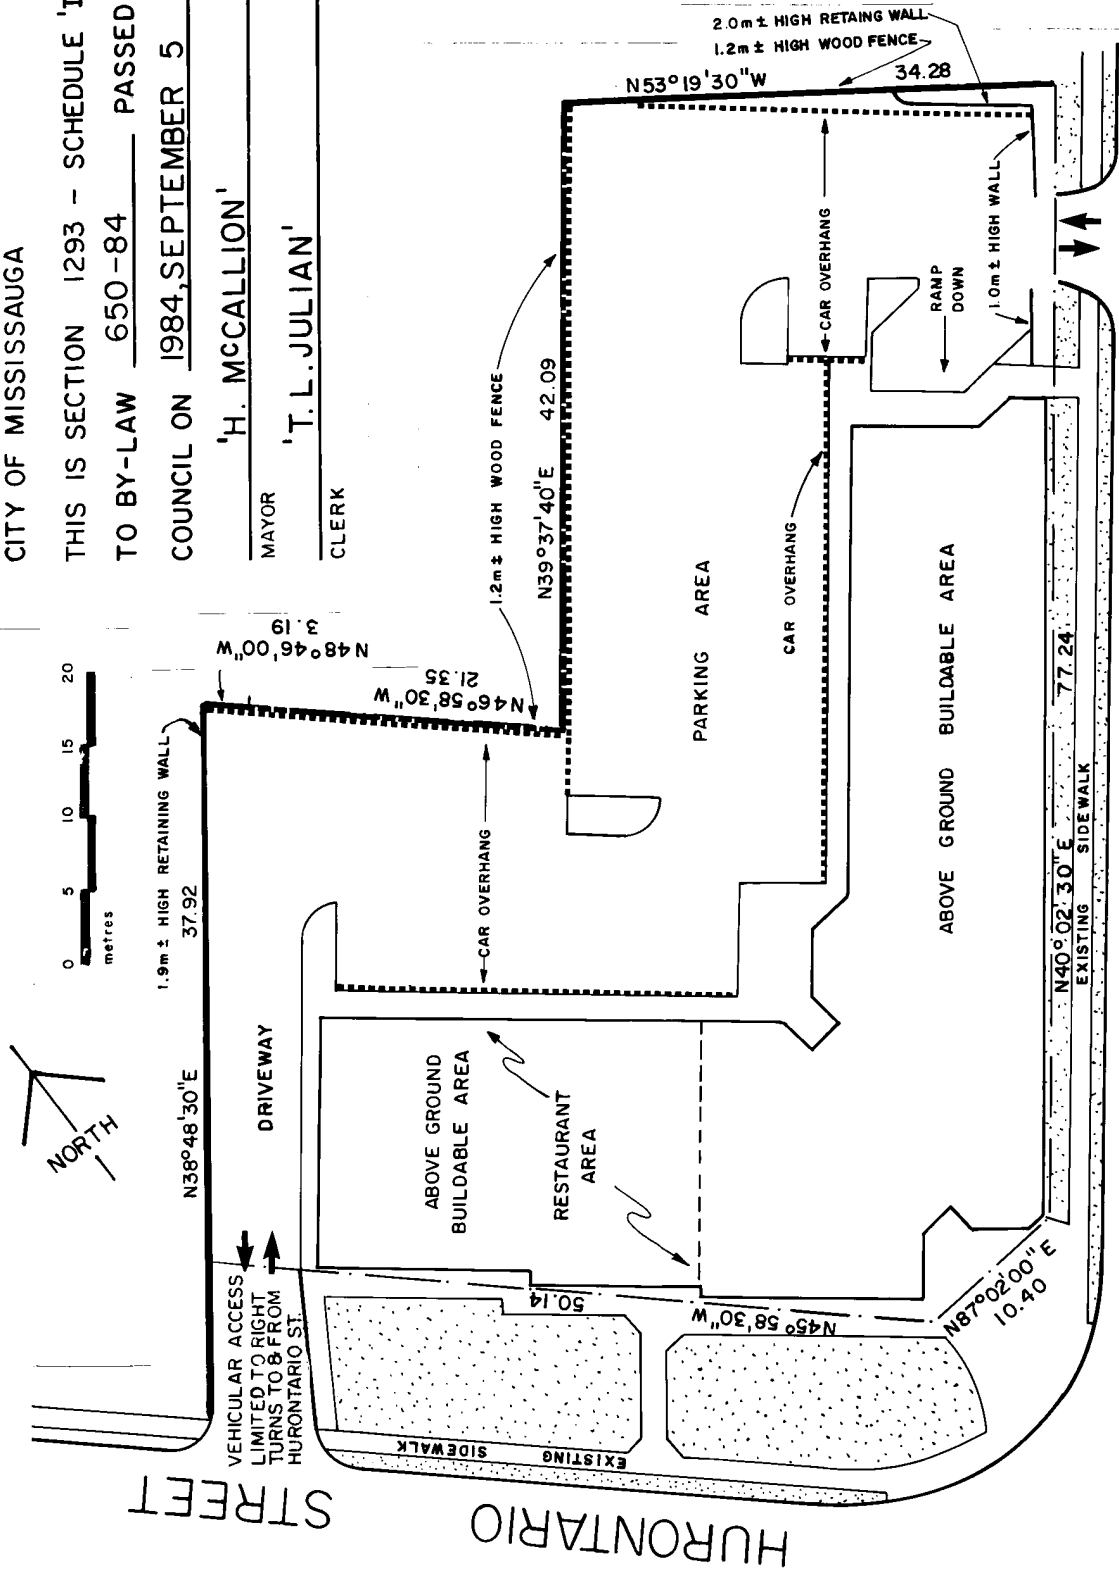 CITY OF MISSISSAUGA
THIS IS SECTION 1293 - SCHEDULE 'I
TO BY-LAW 650-84 PASSED
COUNCIL ON 1984, SEPTEMBER 5
'H. McCALLION'
MAYOR
'T. L. JULIAN'
CLERK
0 5 10 15 20
metres
NORTH
1.9m ± HIGH RETAINING WALL
N38°48'30"E 37.92
N48°46'00"W
3.19
N46°58'30"W
21.35
1.2m ± HIGH WOOD FENCE
N39°37'40"E 42.09
N53°19'30"W 34.28
2.0m ± HIGH RETAING WALL
1.2m ± HIGH WOOD FENCE
DRIVEWAY
VEHICULAR ACCESS
LIMITED TO RIGHT
TURNS TO & FROM
HURONTARIO ST.
CAR OVERHANG
PARKING AREA
CAR OVERHANG
CAR OVERHANG
RAMP
DOWN
1.0m ± HIGH WALL
ABOVE GROUND
BUILDABLE AREA
RESTAURANT
AREA
ABOVE GROUND BUILDABLE AREA
N40°02'30"E 77.24
EXISTING SIDEWALK
N45°58'30"W
50.14
N87°02'00"E
10.40
EXISTING SIDEWALK
HURONTARIO STREET